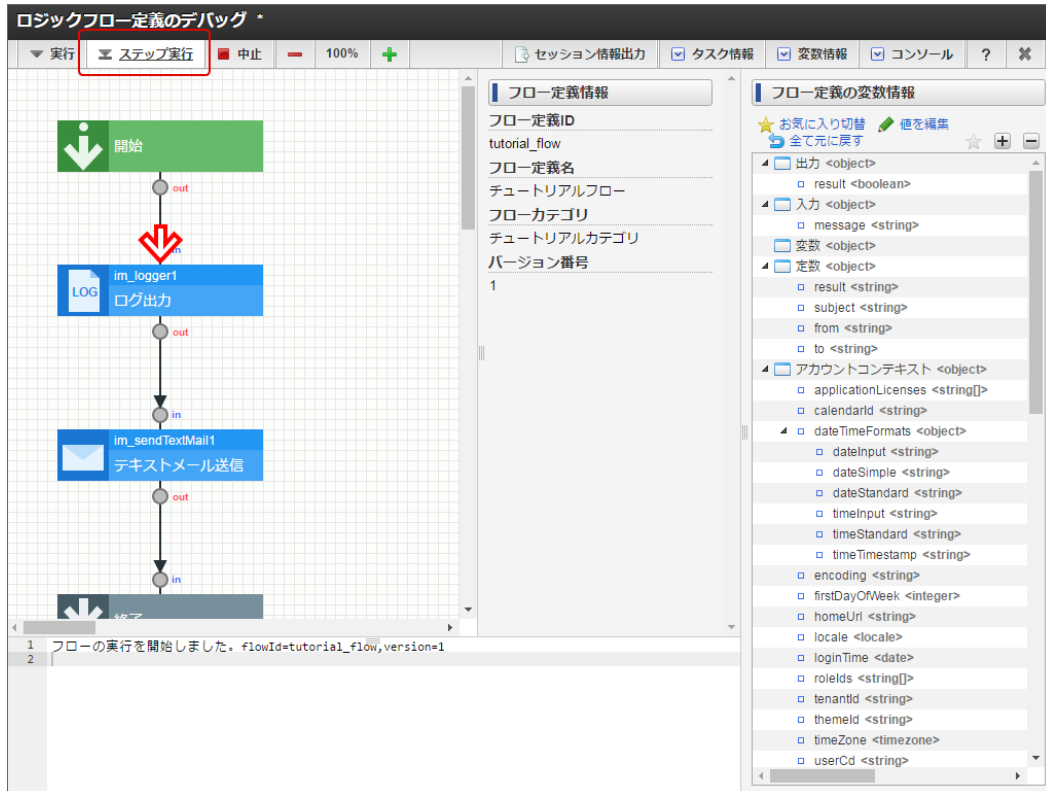 ロジックフロー定義のデバッグ *
実行 ステップ実行 中止 100% セッション情報出力 タスク情報 変数情報 コンソール ?
開始
out
in
im_logger1
LOG
ログ出力
out
in
im_sendTextMail1
テキストメール送信
out
in
終了
フロー定義情報
フロー定義ID
tutorial_flow
フロー定義名
チュートリアルフロー
フローカテゴリ
チュートリアルカテゴリ
バージョン番号
1
フロー定義の変数情報
お気に入り切替 値を編集
全て元に戻す
出力 <object>
result <boolean>
入力 <object>
message <string>
変数 <object>
定数 <object>
result <string>
subject <string>
from <string>
to <string>
アカウントコンテキスト <object>
applicationLicenses <string[]>
calendarId <string>
dateTimeFormats <object>
dateInput <string>
dateSimple <string>
dateStandard <string>
timeInput <string>
timeStandard <string>
timeTimestamp <string>
encoding <string>
firstDayOfWeek <integer>
homeUrl <string>
locale <locale>
loginTime <date>
roleIds <string[]>
tenantId <string>
themeId <string>
timeZone <timezone>
userCd <string>
1 フローの実行を開始しました。flowId=tutorial_flow,version=1
2